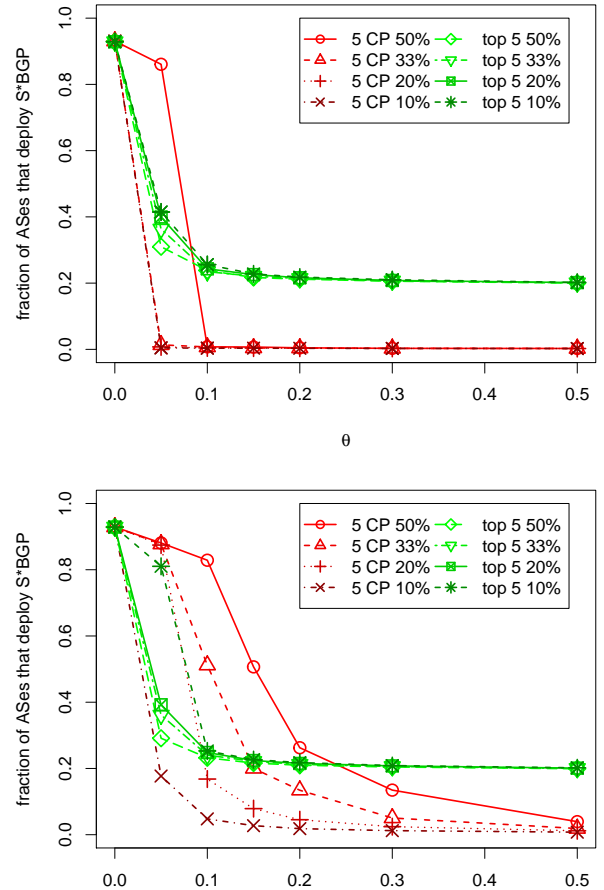 fraction of ASes that deploy S*BGP
1.0
0.8
0.6
0.4
0.2
0.0
5 CP 50% top 5 50%
5 CP 33% top 5 33%
5 CP 20% top 5 20%
5 CP 10% top 5 10%
0.0 0.1 0.2 0.3 0.4 0.5
θ
fraction of ASes that deploy S*BGP
1.0
0.8
0.6
0.4
0.2
0.0
5 CP 50% top 5 50%
5 CP 33% top 5 33%
5 CP 20% top 5 20%
5 CP 10% top 5 10%
0.0 0.1 0.2 0.3 0.4 0.5